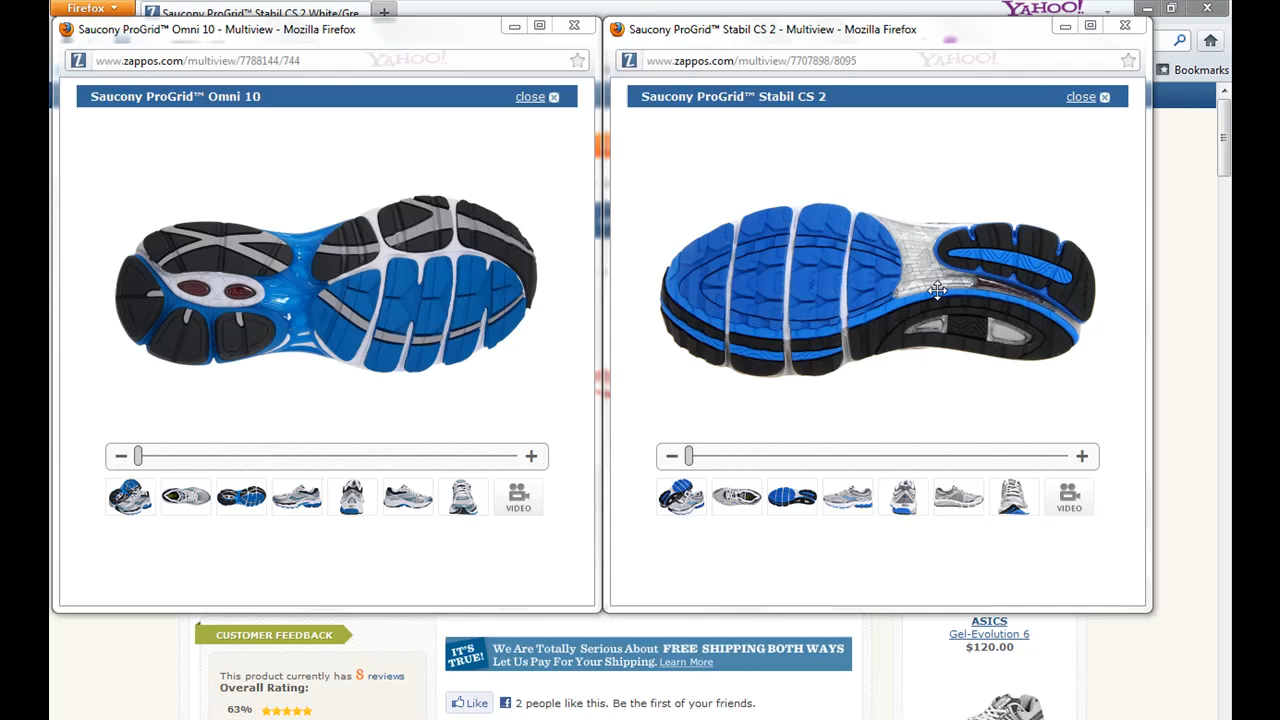 Firefox
Saucony ProGrid™ Stabil CS 2 White/Gre...
YAHOO!
Saucony ProGrid™ Omni 10 - Multiview - Mozilla Firefox
www.zappos.com/multiview/7788144/744
YAHOO!
Saucony ProGrid™ Omni 10
close
VIDEO
Saucony ProGrid™ Stabil CS 2 - Multiview - Mozilla Firefox
www.zappos.com/multiview/7707898/8095
YAHOO!
Saucony ProGrid™ Stabil CS 2
close
VIDEO
Bookmarks
CUSTOMER FEEDBACK
This product currently has 8 reviews
Overall Rating:
63%
IT'S TRUE!
We Are Totally Serious About FREE SHIPPING BOTH WAYS
Let Us Pay For Your Shipping. Learn More
Like
2 people like this. Be the first of your friends.
ASICS
Gel-Evolution 6
$120.00